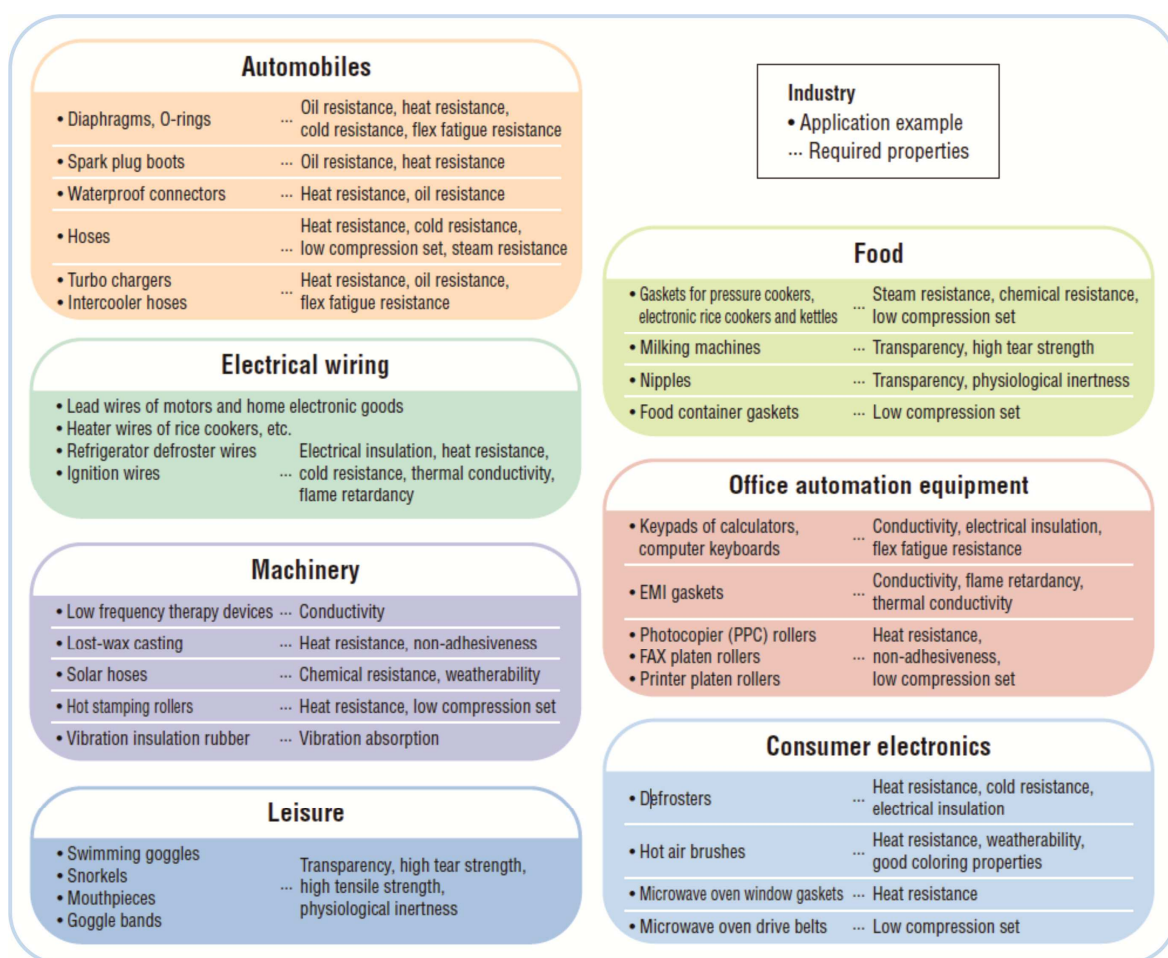 Automobiles
• Diaphragms, O-rings ... Oil resistance, heat resistance,
cold resistance, flex fatigue resistance
• Spark plug boots ... Oil resistance, heat resistance
• Waterproof connectors ... Heat resistance, oil resistance
• Hoses ... Heat resistance, cold resistance,
low compression set, steam resistance
• Turbo chargers
• Intercooler hoses ... Heat resistance, oil resistance,
flex fatigue resistance
Electrical wiring
• Lead wires of motors and home electronic goods
• Heater wires of rice cookers, etc.
• Refrigerator defroster wires
• Ignition wires ... Electrical insulation, heat resistance,
cold resistance, thermal conductivity,
flame retardancy
Machinery
• Low frequency therapy devices ... Conductivity
• Lost-wax casting ... Heat resistance, non-adhesiveness
• Solar hoses ... Chemical resistance, weatherability
• Hot stamping rollers ... Heat resistance, low compression set
• Vibration insulation rubber ... Vibration absorption
Leisure
• Swimming goggles
• Snorkels
• Mouthpieces
• Goggle bands
Transparency, high tear strength,
... high tensile strength,
physiological inertness
Industry
• Application example
... Required properties
Food
• Gaskets for pressure cookers,
electronic rice cookers and kettles ... Steam resistance, chemical resistance,
low compression set
• Milking machines ... Transparency, high tear strength
• Nipples ... Transparency, physiological inertness
• Food container gaskets ... Low compression set
Office automation equipment
• Keypads of calculators,
computer keyboards ... Conductivity, electrical insulation,
flex fatigue resistance
• EMI gaskets ... Conductivity, flame retardancy,
thermal conductivity
• Photocopier (PPC) rollers
• FAX platen rollers
• Printer platen rollers
Heat resistance,
... non-adhesiveness,
low compression set
Consumer electronics
• Defrosters ... Heat resistance, cold resistance,
electrical insulation
• Hot air brushes ... Heat resistance, weatherability,
good coloring properties
• Microwave oven window gaskets ... Heat resistance
• Microwave oven drive belts ... Low compression set